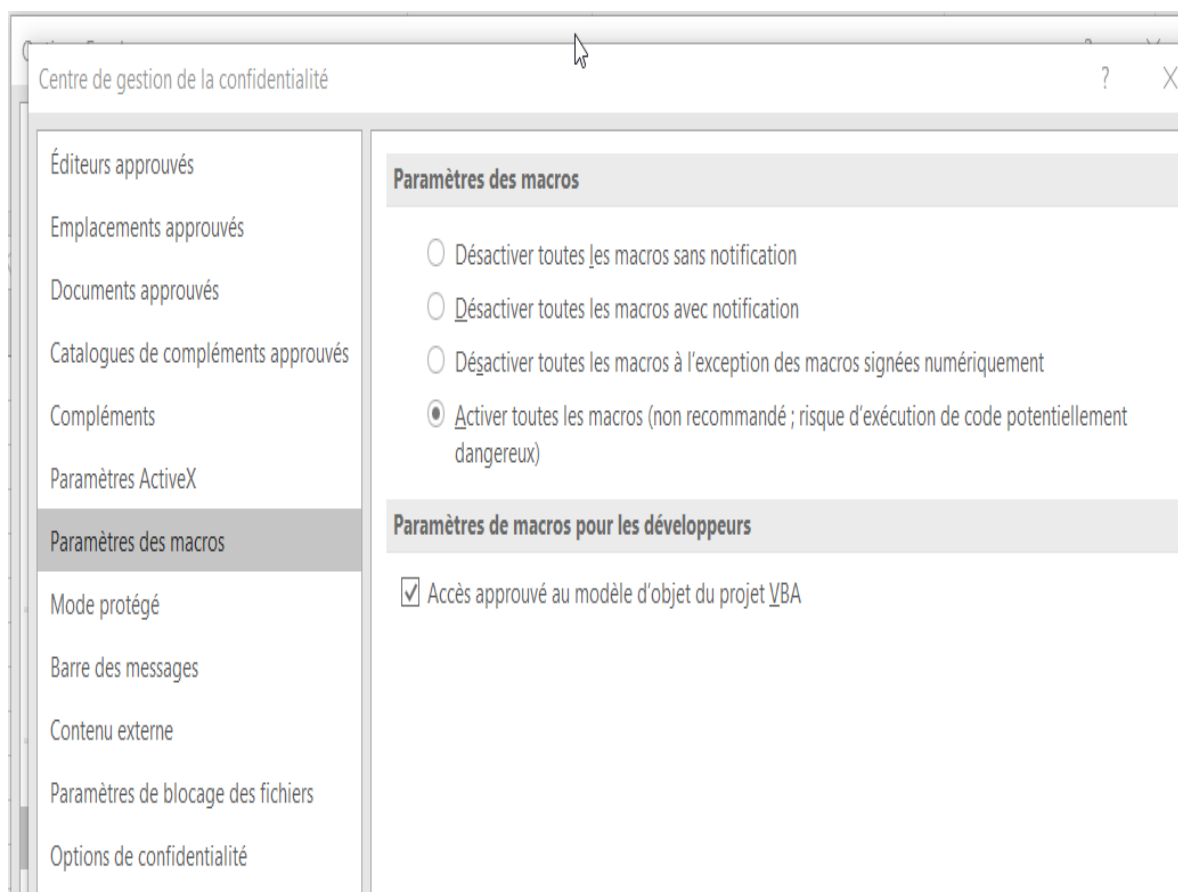 Centre de gestion de la confidentialité
?
Éditeurs approuvés
Emplacements approuvés
Documents approuvés
Catalogues de compléments approuvés
Compléments
Paramètres ActiveX
Paramètres des macros
Mode protégé
Barre des messages
Contenu externe
Paramètres de blocage des fichiers
Options de confidentialité
Paramètres des macros
Désactiver toutes les macros sans notification
Désactiver toutes les macros avec notification
Désactiver toutes les macros à l'exception des macros signées numériquement
Activer toutes les macros (non recommandé ; risque d'exécution de code potentiellement
dangereux)
Paramètres de macros pour les développeurs
Accès approuvé au modèle d'objet du projet VBA